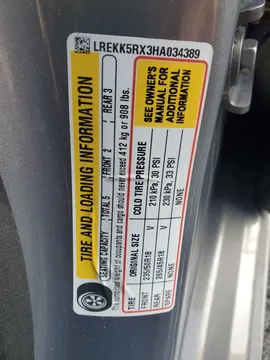 LREKK5RX3HA034389
TIRE AND LOADING INFORMATION
SEATING CAPACITY TOTAL 5 FRONT 2 REAR 3
The combined weight of occupants and cargo should never exceed 412 kg or 908 lbs.
TIRE ORIGINAL SIZE COLD TIRE PRESSURE
FRONT 235/50R18 V 210 kPa, 30 PSI
REAR 265/45R18 V 230 kPa, 33 PSI
SPARE NONE NONE
SEE OWNER'S
MANUAL FOR
ADDITIONAL
INFORMATION